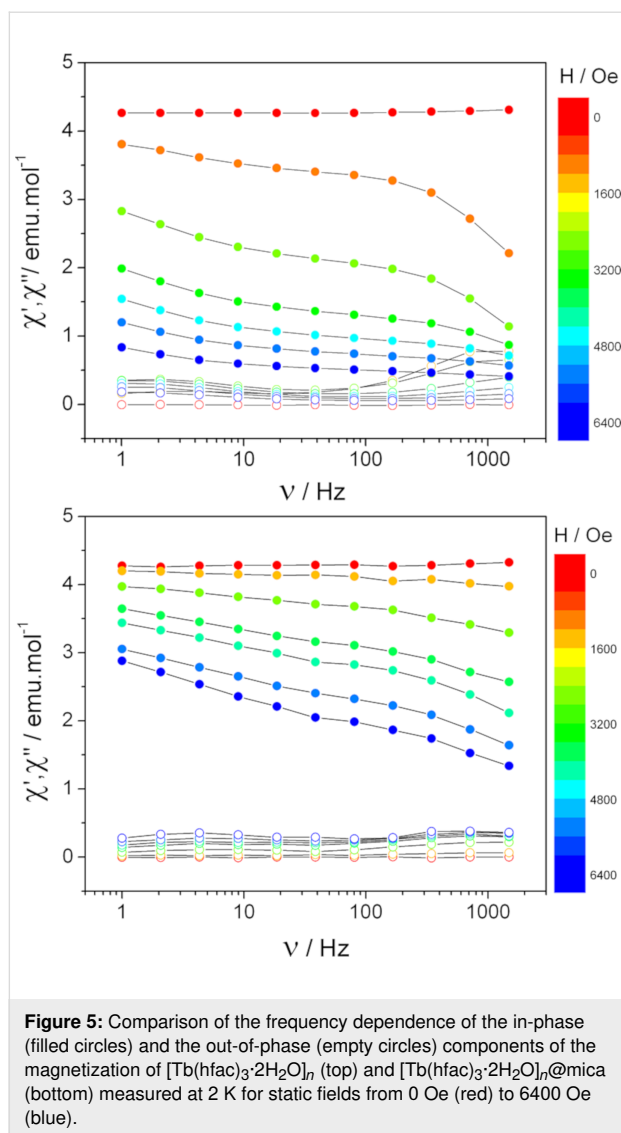 5
4
3
2
1
0
χ',χ''/ emu.mol⁻¹
1 10 100 1000
ν / Hz
H / Oe
0
1600
3200
4800
6400
5
4
3
2
1
0
χ',χ'' / emu.mol⁻¹
1 10 100 1000
ν / Hz
H / Oe
0
1600
3200
4800
6400
Figure 5: Comparison of the frequency dependence of the in-phase
(filled circles) and the out-of-phase (empty circles) components of the
magnetization of [Tb(hfac)₃·2H₂O]ₙ (top) and [Tb(hfac)₃·2H₂O]ₙ@mica
(bottom) measured at 2 K for static fields from 0 Oe (red) to 6400 Oe
(blue).